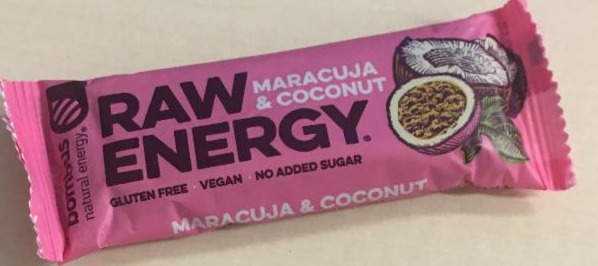 bombus
natural energy®
RAW
ENERGY®
MARACUJA
& COCONUT
GLUTEN FREE · VEGAN · NO ADDED SUGAR
MARACUJA & COCONUT